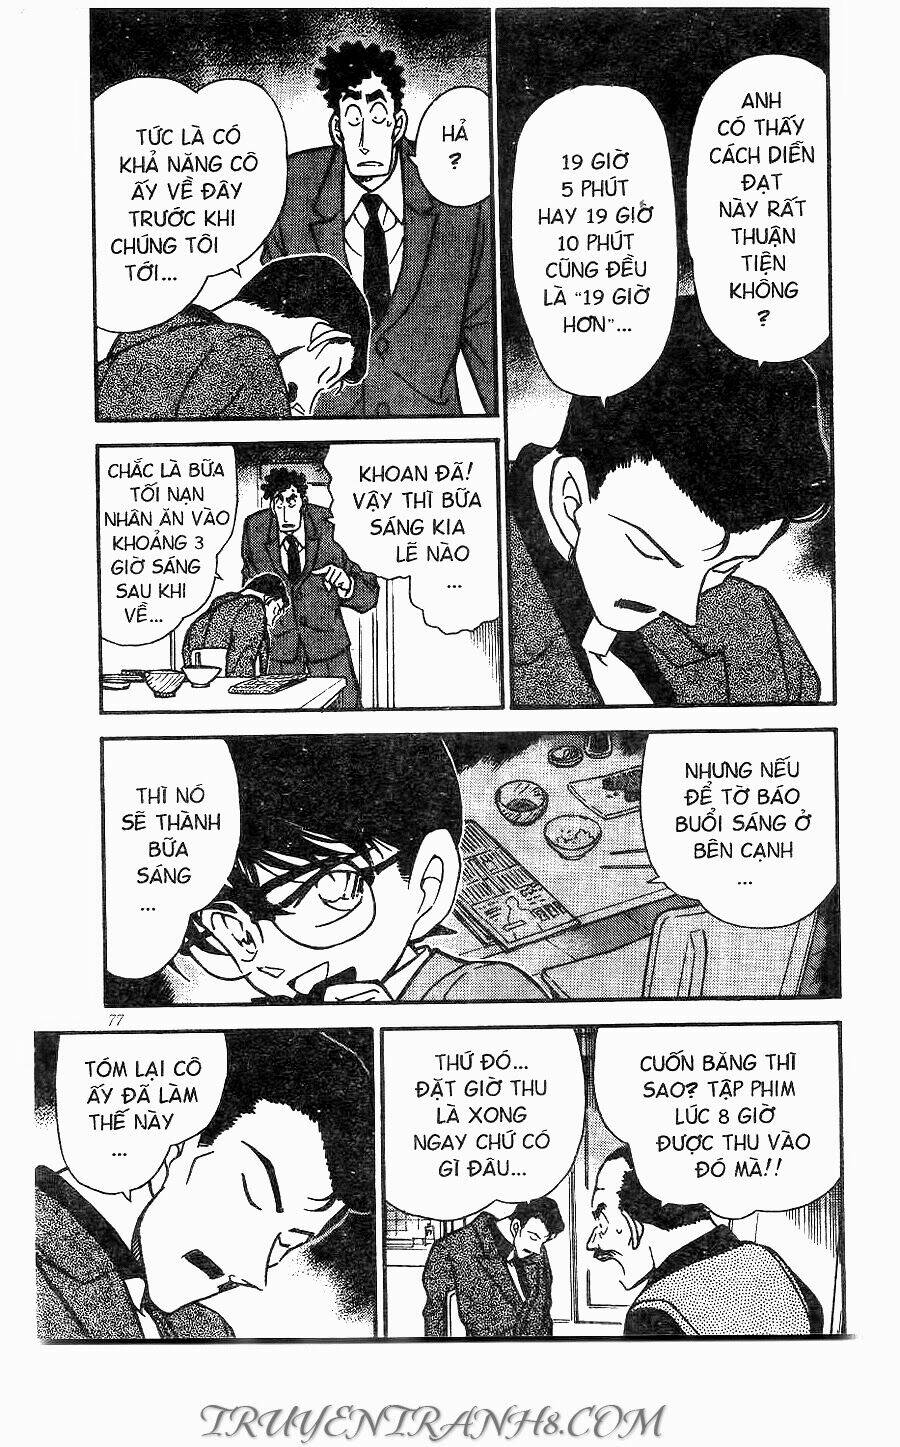 ANH
CÓ THẤY
CÁCH DIỄN
ĐẠT
NÀY RẤT
THUẬN
TIỆN
KHÔNG
?
19 GIỜ
5 PHÚT
HAY 19 GIỜ
10 PHÚT
CŨNG ĐỀU
LÀ "19 GIỜ
HƠN"...
HẢ
?
TỨC LÀ CÓ
KHẢ NĂNG CÔ
ẤY VỀ ĐÂY
TRƯỚC KHI
CHÚNG TÔI
TỚI...
KHOAN ĐÃ!
VẬY THÌ BỮA
SÁNG KIA
LẼ NÀO
...
CHẮC LÀ BỮA
TỐI NẠN
NHÂN ĂN VÀO
KHOẢNG 3
GIỜ SÁNG
SAU KHI
VỀ...
NHƯNG NẾU
ĐỂ TỜ BÁO
BUỔI SÁNG Ở
BÊN CẠNH
...
THÌ NÓ
SẼ THÀNH
BỮA
SÁNG
...
77
CUỐN BĂNG THÌ
SAO? TẬP PHIM
LÚC 8 GIỜ
ĐƯỢC THU VÀO
ĐÓ MÀ!!
THỨ ĐÓ...
ĐẶT GIỜ THU
LÀ XONG
NGAY CHỨ CÓ
GÌ ĐÂU...
TÓM LẠI CÔ
ẤY ĐÃ LÀM
THẾ NÀY
...
TRUYENTRANH8.COM